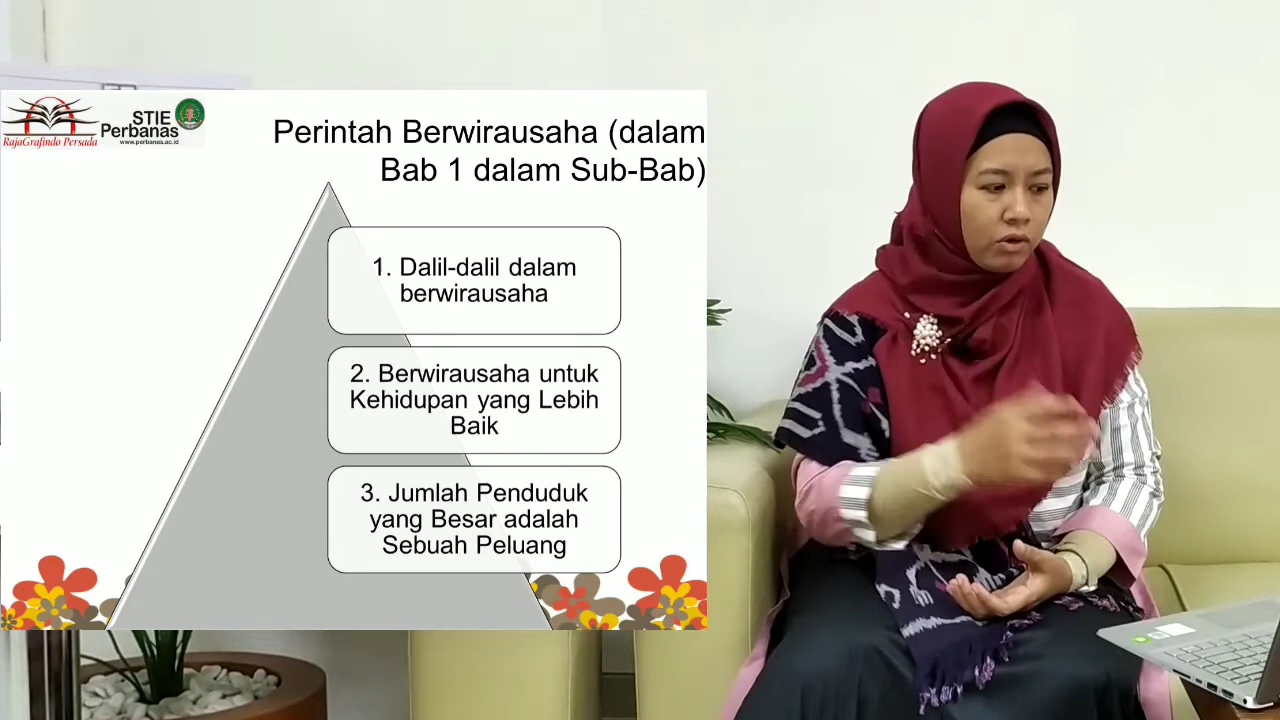 RajaGrafindo Persada
STIE
Perbanas
www.perbanas.ac.id
Perintah Berwirausaha (dalam
Bab 1 dalam Sub-Bab)
1. Dalil-dalil dalam
berwirausaha
2. Berwirausaha untuk
Kehidupan yang Lebih
Baik
3. Jumlah Penduduk
yang Besar adalah
Sebuah Peluang